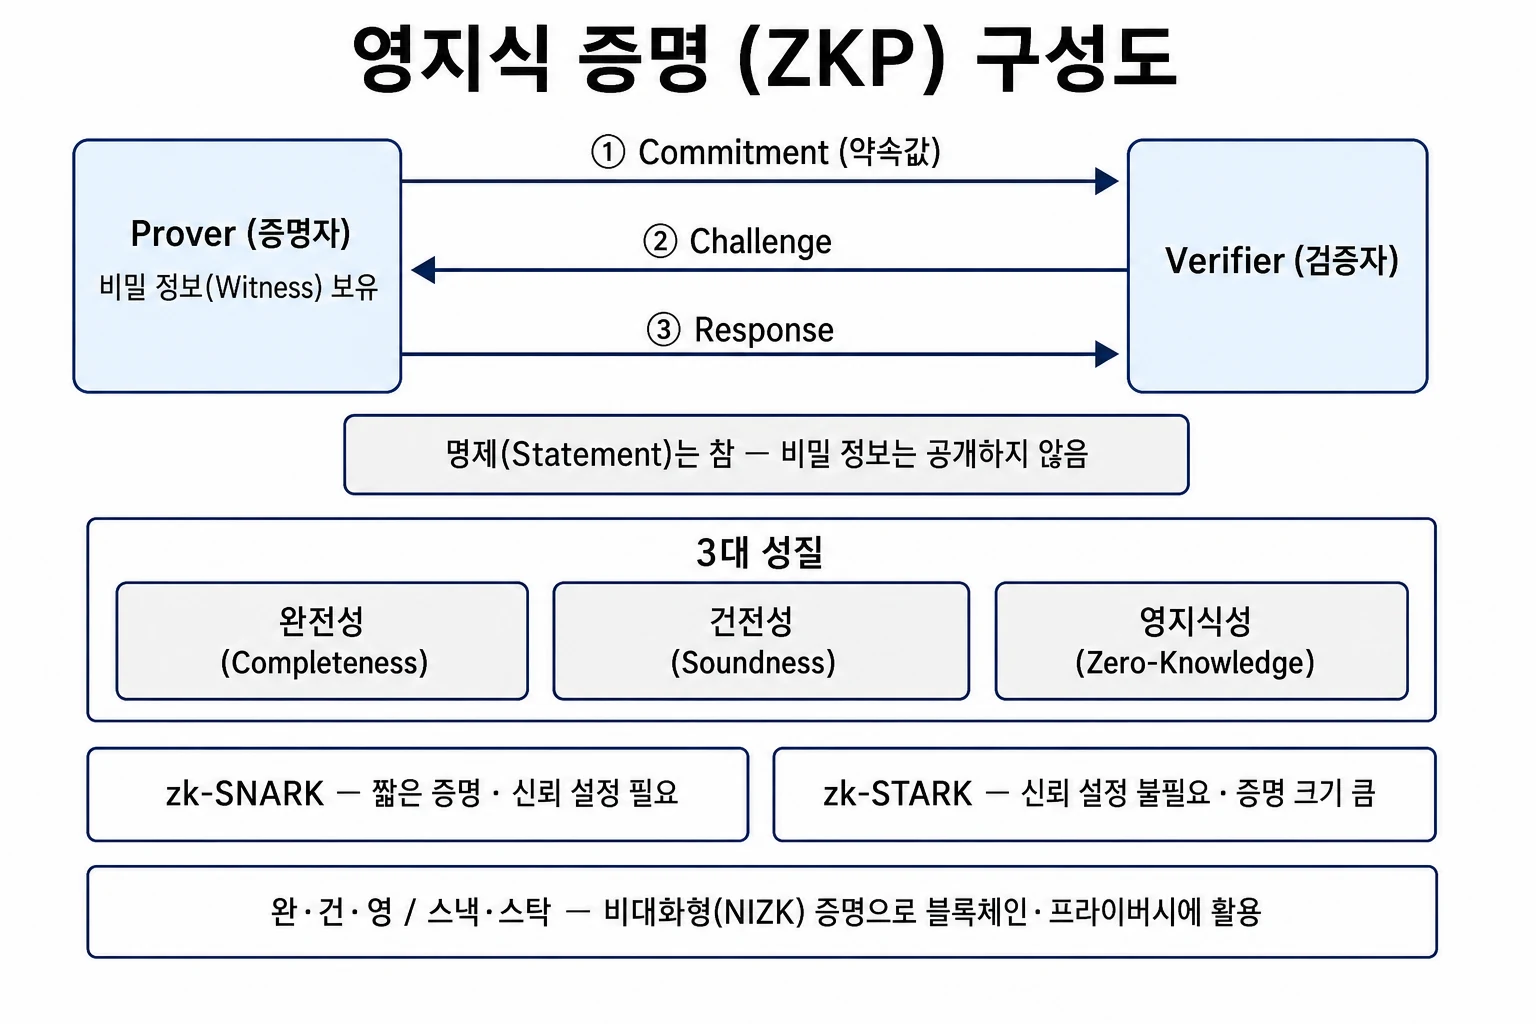 영지식 증명 (ZKP) 구성도
① Commitment (약속값)
Prover (증명자)
비밀 정보(Witness) 보유
② Challenge
Verifier (검증자)
③ Response
명제(Statement)는 참 — 비밀 정보는 공개하지 않음
3대 성질
완전성
(Completeness)
건전성
(Soundness)
영지식성
(Zero-Knowledge)
zk-SNARK — 짧은 증명 · 신뢰 설정 필요
zk-STARK — 신뢰 설정 불필요 · 증명 크기 큼
완·건·영 / 스낵·스탁 — 비대화형(NIZK) 증명으로 블록체인·프라이버시에 활용